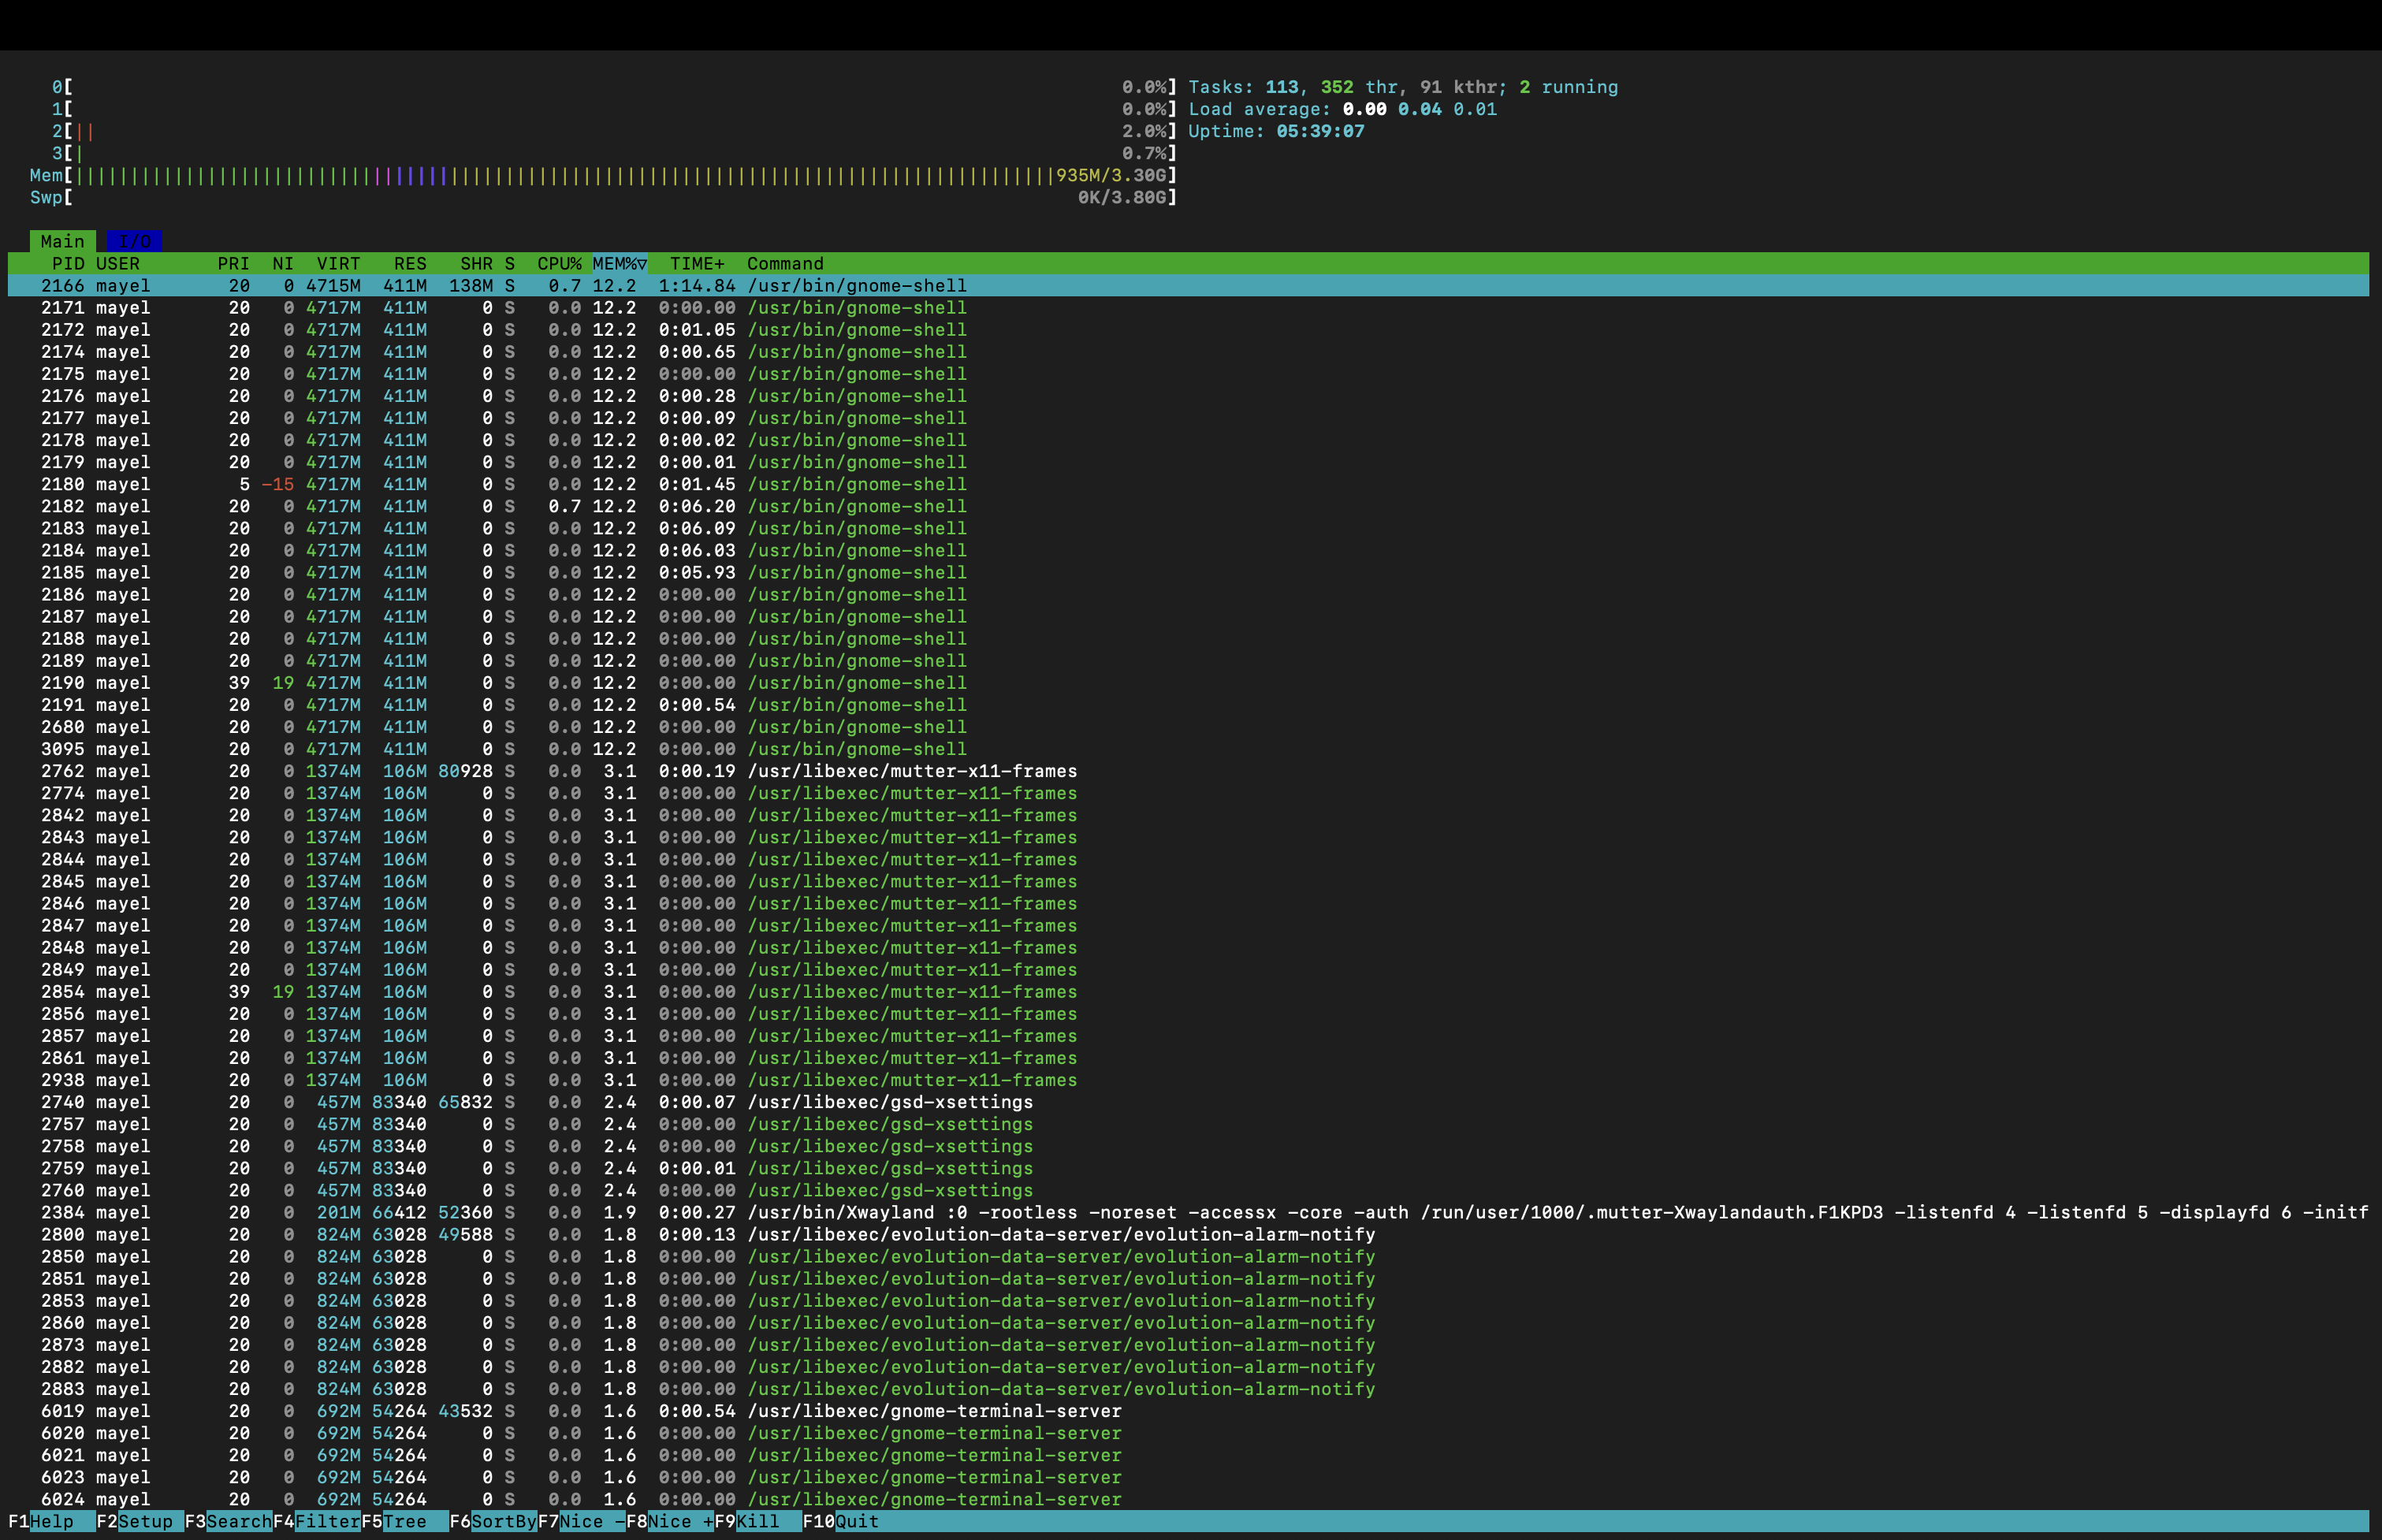 0[ 0.0%] Tasks: 113, 352 thr, 91 kthr; 2 running
1[ 0.0%] Load average: 0.00 0.04 0.01
2[|| 2.0%] Uptime: 05:39:07
3[| 0.7%]
Mem[935M/3.30G]
Swp[ 0K/3.80G]
Main I/O
PID USER PRI NI VIRT RES SHR S CPU% MEM%▽ TIME+ Command
2166 mayel 20 0 4715M 411M 138M S 0.7 12.2 1:14.84 /usr/bin/gnome-shell
2171 mayel 20 0 4717M 411M 0 S 0.0 12.2 0:00.00 /usr/bin/gnome-shell
2172 mayel 20 0 4717M 411M 0 S 0.0 12.2 0:01.05 /usr/bin/gnome-shell
2174 mayel 20 0 4717M 411M 0 S 0.0 12.2 0:00.65 /usr/bin/gnome-shell
2175 mayel 20 0 4717M 411M 0 S 0.0 12.2 0:00.00 /usr/bin/gnome-shell
2176 mayel 20 0 4717M 411M 0 S 0.0 12.2 0:00.28 /usr/bin/gnome-shell
2177 mayel 20 0 4717M 411M 0 S 0.0 12.2 0:00.09 /usr/bin/gnome-shell
2178 mayel 20 0 4717M 411M 0 S 0.0 12.2 0:00.02 /usr/bin/gnome-shell
2179 mayel 20 0 4717M 411M 0 S 0.0 12.2 0:00.01 /usr/bin/gnome-shell
2180 mayel 5 -15 4717M 411M 0 S 0.0 12.2 0:01.45 /usr/bin/gnome-shell
2182 mayel 20 0 4717M 411M 0 S 0.7 12.2 0:06.20 /usr/bin/gnome-shell
2183 mayel 20 0 4717M 411M 0 S 0.0 12.2 0:06.09 /usr/bin/gnome-shell
2184 mayel 20 0 4717M 411M 0 S 0.0 12.2 0:06.03 /usr/bin/gnome-shell
2185 mayel 20 0 4717M 411M 0 S 0.0 12.2 0:05.93 /usr/bin/gnome-shell
2186 mayel 20 0 4717M 411M 0 S 0.0 12.2 0:00.00 /usr/bin/gnome-shell
2187 mayel 20 0 4717M 411M 0 S 0.0 12.2 0:00.00 /usr/bin/gnome-shell
2188 mayel 20 0 4717M 411M 0 S 0.0 12.2 0:00.00 /usr/bin/gnome-shell
2189 mayel 20 0 4717M 411M 0 S 0.0 12.2 0:00.00 /usr/bin/gnome-shell
2190 mayel 39 19 4717M 411M 0 S 0.0 12.2 0:00.00 /usr/bin/gnome-shell
2191 mayel 20 0 4717M 411M 0 S 0.0 12.2 0:00.54 /usr/bin/gnome-shell
2680 mayel 20 0 4717M 411M 0 S 0.0 12.2 0:00.00 /usr/bin/gnome-shell
3095 mayel 20 0 4717M 411M 0 S 0.0 12.2 0:00.00 /usr/bin/gnome-shell
2762 mayel 20 0 1374M 106M 80928 S 0.0 3.1 0:00.19 /usr/libexec/mutter-x11-frames
2774 mayel 20 0 1374M 106M 0 S 0.0 3.1 0:00.00 /usr/libexec/mutter-x11-frames
2842 mayel 20 0 1374M 106M 0 S 0.0 3.1 0:00.00 /usr/libexec/mutter-x11-frames
2843 mayel 20 0 1374M 106M 0 S 0.0 3.1 0:00.00 /usr/libexec/mutter-x11-frames
2844 mayel 20 0 1374M 106M 0 S 0.0 3.1 0:00.00 /usr/libexec/mutter-x11-frames
2845 mayel 20 0 1374M 106M 0 S 0.0 3.1 0:00.00 /usr/libexec/mutter-x11-frames
2846 mayel 20 0 1374M 106M 0 S 0.0 3.1 0:00.00 /usr/libexec/mutter-x11-frames
2847 mayel 20 0 1374M 106M 0 S 0.0 3.1 0:00.00 /usr/libexec/mutter-x11-frames
2848 mayel 20 0 1374M 106M 0 S 0.0 3.1 0:00.00 /usr/libexec/mutter-x11-frames
2849 mayel 20 0 1374M 106M 0 S 0.0 3.1 0:00.00 /usr/libexec/mutter-x11-frames
2854 mayel 39 19 1374M 106M 0 S 0.0 3.1 0:00.00 /usr/libexec/mutter-x11-frames
2856 mayel 20 0 1374M 106M 0 S 0.0 3.1 0:00.00 /usr/libexec/mutter-x11-frames
2857 mayel 20 0 1374M 106M 0 S 0.0 3.1 0:00.00 /usr/libexec/mutter-x11-frames
2861 mayel 20 0 1374M 106M 0 S 0.0 3.1 0:00.00 /usr/libexec/mutter-x11-frames
2938 mayel 20 0 1374M 106M 0 S 0.0 3.1 0:00.00 /usr/libexec/mutter-x11-frames
2740 mayel 20 0 457M 83340 65832 S 0.0 2.4 0:00.07 /usr/libexec/gsd-xsettings
2757 mayel 20 0 457M 83340 0 S 0.0 2.4 0:00.00 /usr/libexec/gsd-xsettings
2758 mayel 20 0 457M 83340 0 S 0.0 2.4 0:00.00 /usr/libexec/gsd-xsettings
2759 mayel 20 0 457M 83340 0 S 0.0 2.4 0:00.01 /usr/libexec/gsd-xsettings
2760 mayel 20 0 457M 83340 0 S 0.0 2.4 0:00.00 /usr/libexec/gsd-xsettings
2384 mayel 20 0 201M 66412 52360 S 0.0 1.9 0:00.27 /usr/bin/Xwayland :0 -rootless -noreset -accessx -core -auth /run/user/1000/.mutter-Xwaylandauth.F1KPD3 -listenfd 4 -listenfd 5 -displayfd 6 -initf
2800 mayel 20 0 824M 63028 49588 S 0.0 1.8 0:00.13 /usr/libexec/evolution-data-server/evolution-alarm-notify
2850 mayel 20 0 824M 63028 0 S 0.0 1.8 0:00.00 /usr/libexec/evolution-data-server/evolution-alarm-notify
2851 mayel 20 0 824M 63028 0 S 0.0 1.8 0:00.00 /usr/libexec/evolution-data-server/evolution-alarm-notify
2853 mayel 20 0 824M 63028 0 S 0.0 1.8 0:00.00 /usr/libexec/evolution-data-server/evolution-alarm-notify
2860 mayel 20 0 824M 63028 0 S 0.0 1.8 0:00.00 /usr/libexec/evolution-data-server/evolution-alarm-notify
2873 mayel 20 0 824M 63028 0 S 0.0 1.8 0:00.00 /usr/libexec/evolution-data-server/evolution-alarm-notify
2882 mayel 20 0 824M 63028 0 S 0.0 1.8 0:00.00 /usr/libexec/evolution-data-server/evolution-alarm-notify
2883 mayel 20 0 824M 63028 0 S 0.0 1.8 0:00.00 /usr/libexec/evolution-data-server/evolution-alarm-notify
6019 mayel 20 0 692M 54264 43532 S 0.0 1.6 0:00.54 /usr/libexec/gnome-terminal-server
6020 mayel 20 0 692M 54264 0 S 0.0 1.6 0:00.00 /usr/libexec/gnome-terminal-server
6021 mayel 20 0 692M 54264 0 S 0.0 1.6 0:00.00 /usr/libexec/gnome-terminal-server
6023 mayel 20 0 692M 54264 0 S 0.0 1.6 0:00.00 /usr/libexec/gnome-terminal-server
6024 mayel 20 0 692M 54264 0 S 0.0 1.6 0:00.00 /usr/libexec/gnome-terminal-server
F1Help F2Setup F3SearchF4FilterF5Tree F6SortByF7Nice -F8Nice +F9Kill F10Quit